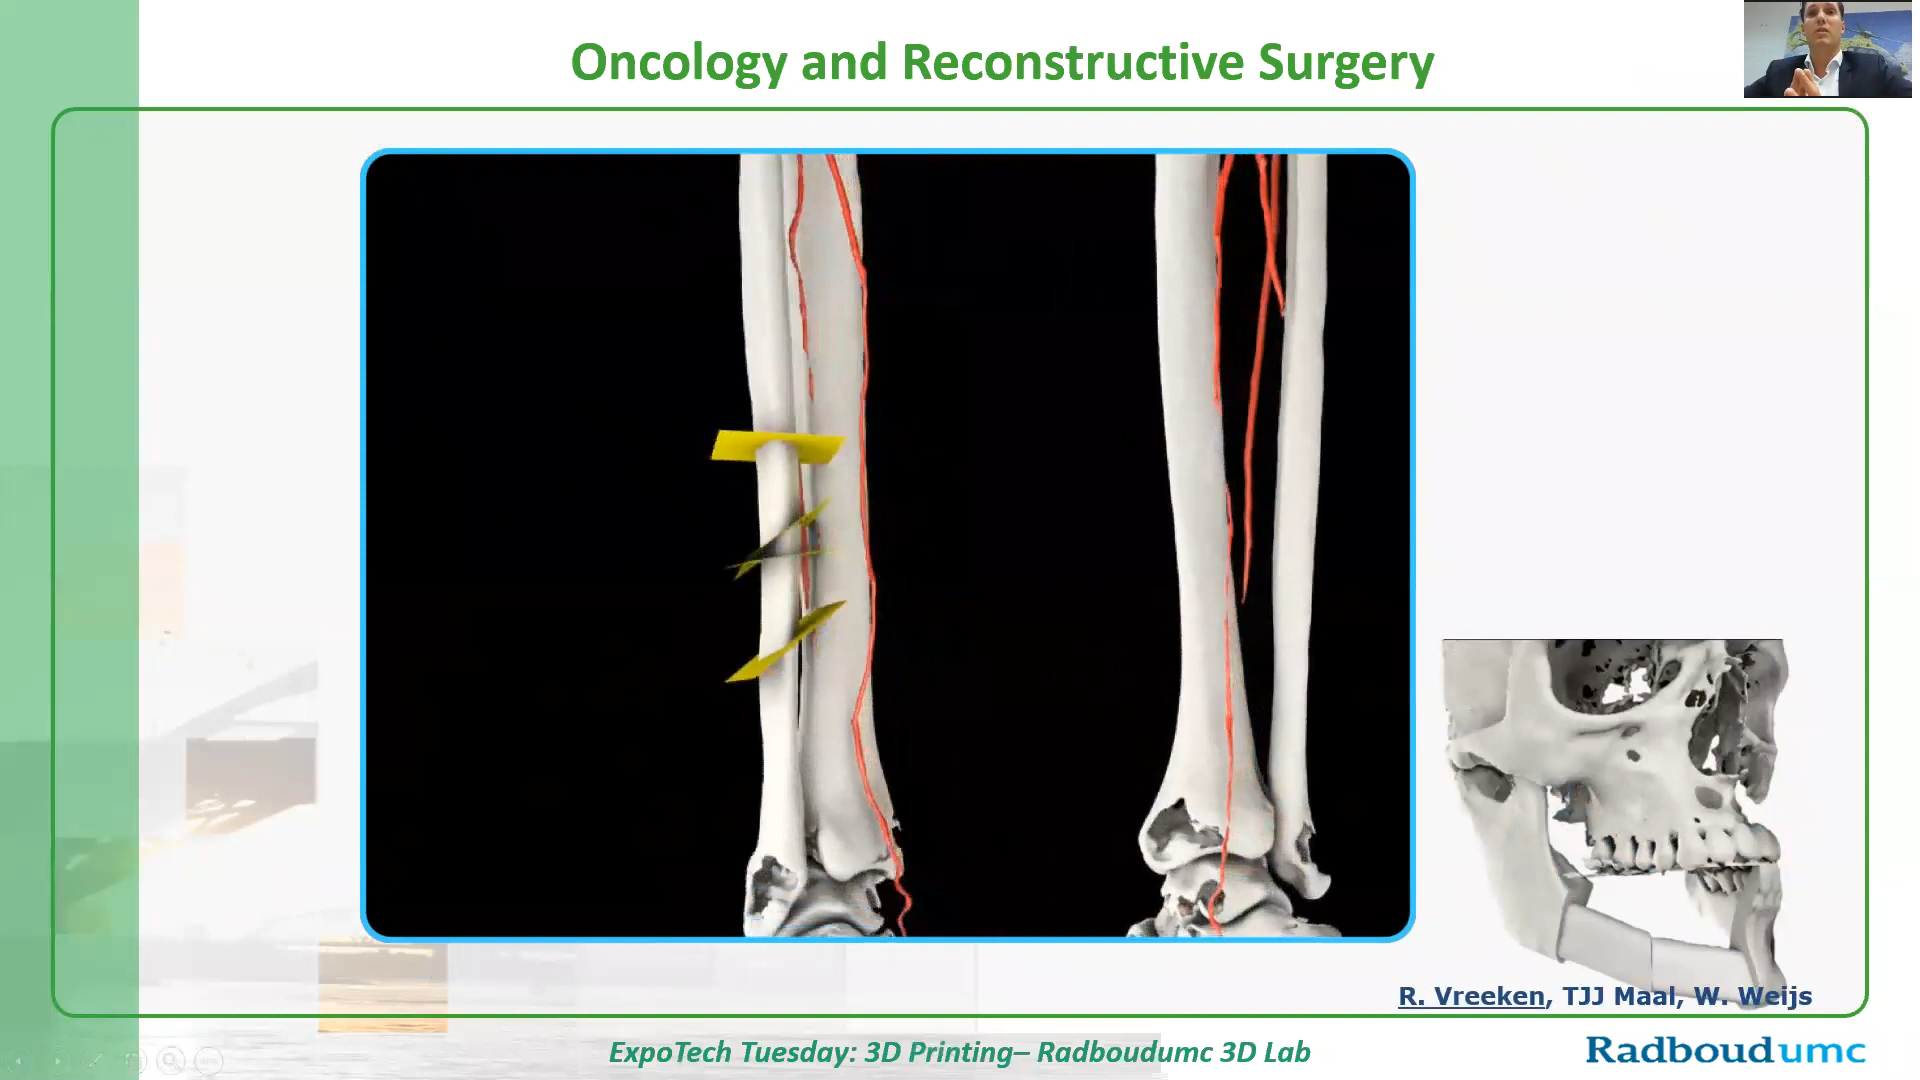 Oncology and Reconstructive Surgery
R. Vreeken, TJJ Maal, W. Weijs
ExpoTech Tuesday: 3D Printing– Radboudumc 3D Lab
Radboudumc